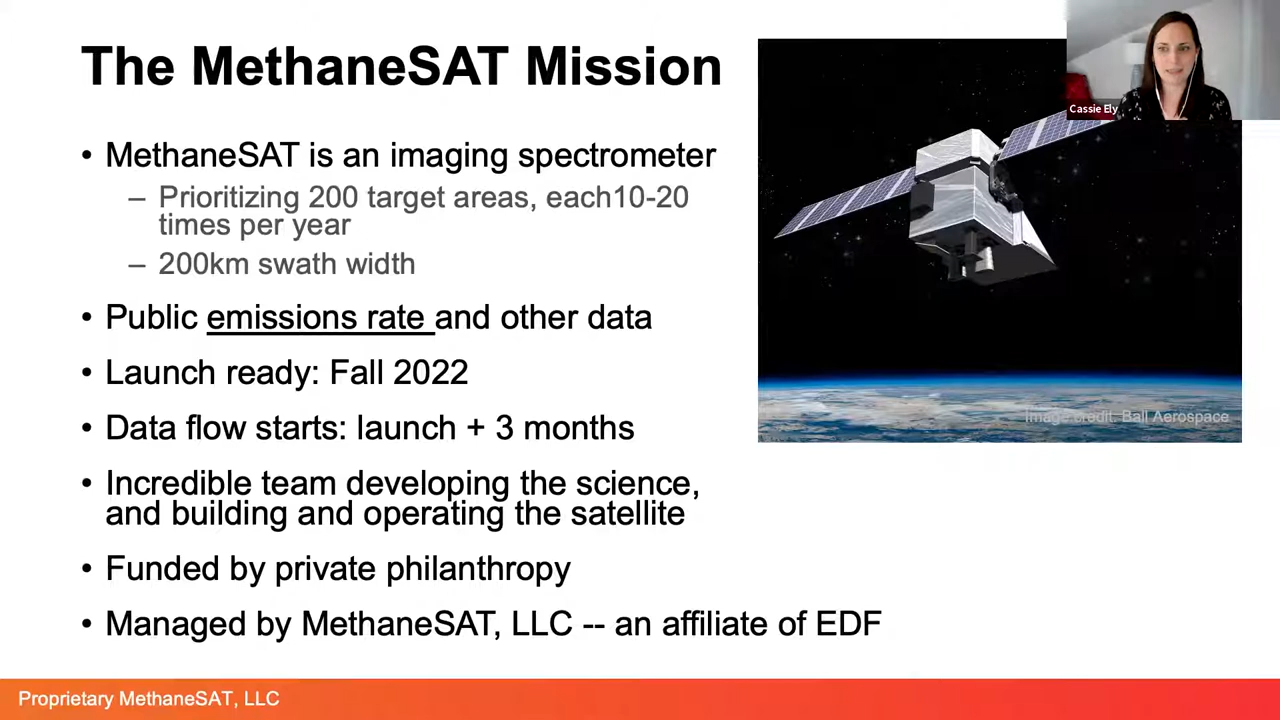 The MethaneSAT Mission
Cassie Ely
• MethaneSAT is an imaging spectrometer
– Prioritizing 200 target areas, each10-20
times per year
– 200km swath width
• Public emissions rate and other data
• Launch ready: Fall 2022
• Data flow starts: launch + 3 months
Image credit: Ball Aerospace
• Incredible team developing the science,
and building and operating the satellite
• Funded by private philanthropy
• Managed by MethaneSAT, LLC -- an affiliate of EDF
Proprietary MethaneSAT, LLC